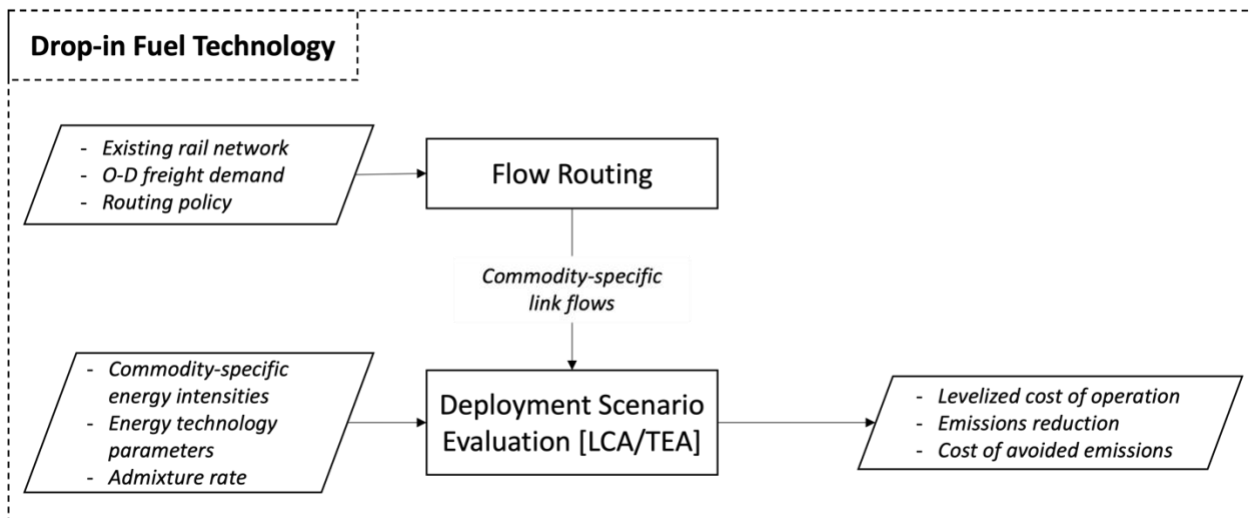 Drop-in Fuel Technology
- Existing rail network
- O-D freight demand
- Routing policy
Flow Routing
Commodity-specific
link flows
- Commodity-specific
energy intensities
- Energy technology
parameters
- Admixture rate
Deployment Scenario
Evaluation [LCA/TEA]
- Levelized cost of operation
- Emissions reduction
- Cost of avoided emissions